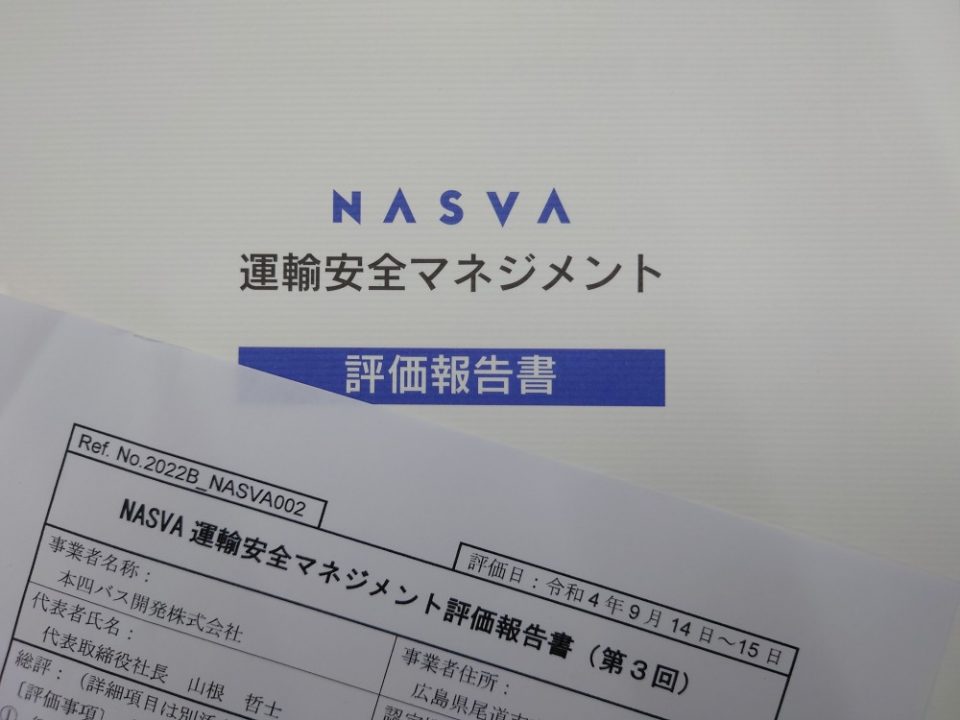 NASVA
運輸安全マネジメント
評価報告書
Ref. No.2022B_NASVA002
評価日：令和4年9月14日～15日
NASVA 運輸安全マネジメント評価報告書（第3回）
事業者名称：
本四バス開発株式会社
事業者住所：
広島県尾道市
代表者氏名：
代表取締役社長 山根 哲士
総評：（詳細項目は別
〔評価事項〕